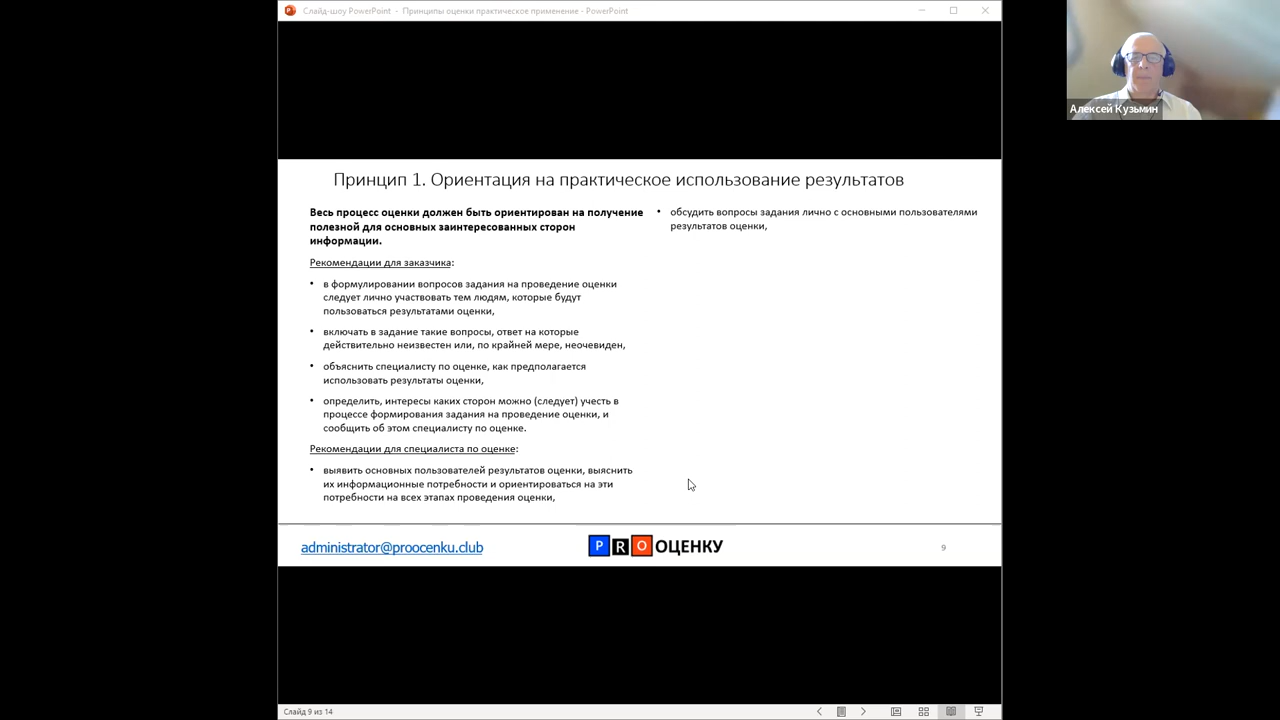 Слайд-шоу PowerPoint - Принципы оценки практическое применение - PowerPoint
Алексей Кузьмин
Принцип 1. Ориентация на практическое использование результатов
Весь процесс оценки должен быть ориентирован на получение
полезной для основных заинтересованных сторон
информации.
Рекомендации для заказчика:
• в формулировании вопросов задания на проведение оценки
следует лично участвовать тем людям, которые будут
пользоваться результатами оценки,
• включать в задание такие вопросы, ответ на которые
действительно неизвестен или, по крайней мере, неочевиден,
• объяснить специалисту по оценке, как предполагается
использовать результаты оценки,
• определить, интересы каких сторон можно (следует) учесть в
процессе формирования задания на проведение оценки, и
сообщить об этом специалисту по оценке.
Рекомендации для специалиста по оценке:
• выявить основных пользователей результатов оценки, выяснить
их информационные потребности и ориентироваться на эти
потребности на всех этапах проведения оценки,
• обсудить вопросы задания лично с основными пользователями
результатов оценки,
administrator@proocenku.club
PRO ОЦЕНКУ
9
Слайд 9 из 14